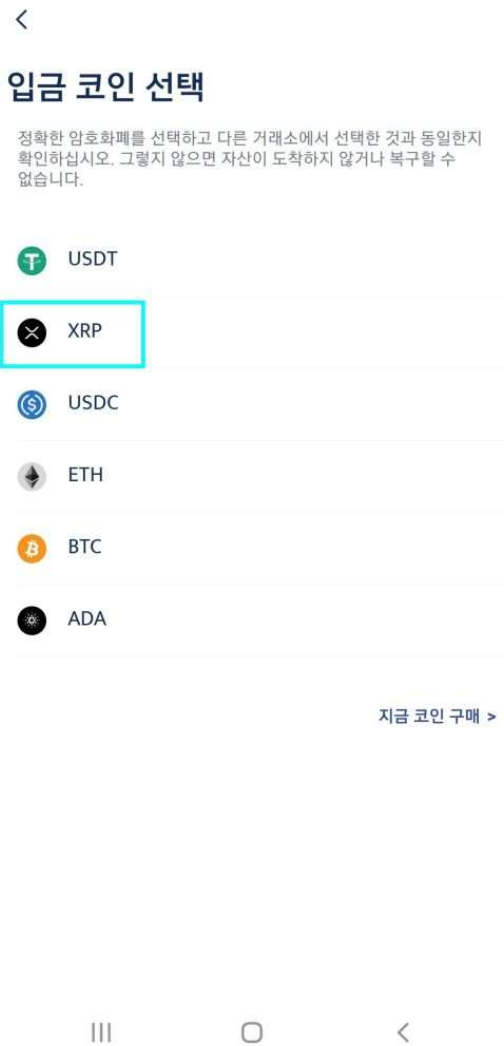 입금 코인 선택
정확한 암호화폐를 선택하고 다른 거래소에서 선택한 것과 동일한지
확인하십시오. 그렇지 않으면 자산이 도착하지 않거나 복구할 수
없습니다.
USDT
XRP
USDC
ETH
BTC
ADA
지금 코인 구매 >